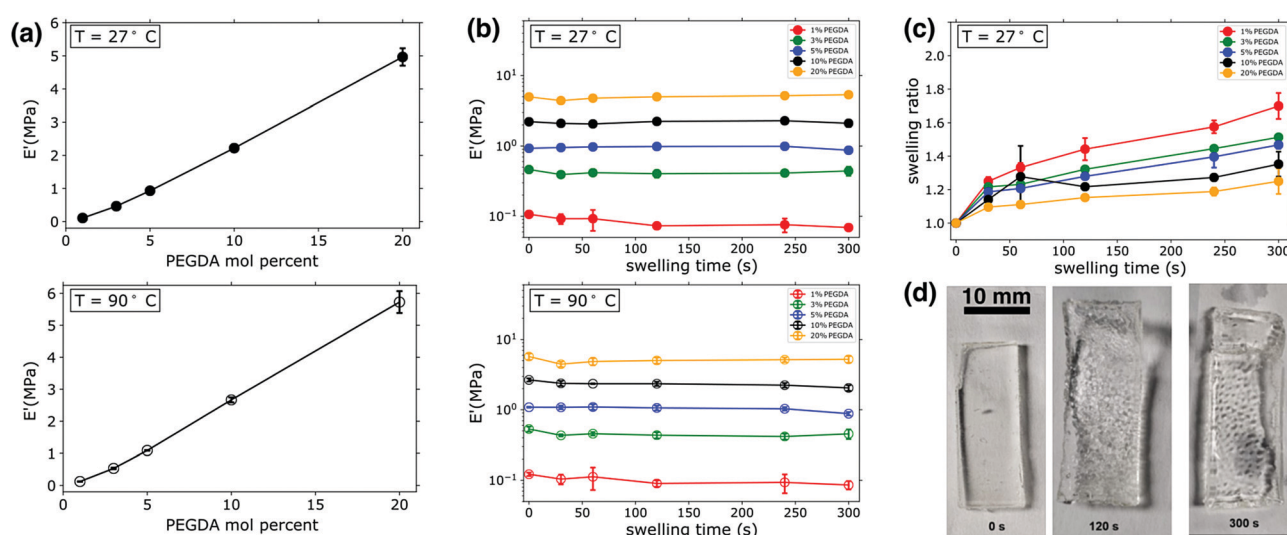 (a)
T = 27° C
E'(MPa)
6
5
4
3
2
1
0
0
5
10
15
20
PEGDA mol percent
T = 90° C
E'(MPa)
6
5
4
3
2
1
0
0
5
10
15
20
PEGDA mol percent
(b)
T = 27° C
1% PEGDA
3% PEGDA
5% PEGDA
10% PEGDA
20% PEGDA
E'(MPa)
10¹
10⁰
10⁻¹
0 50 100 150 200 250 300
swelling time (s)
T = 90° C
1% PEGDA
3% PEGDA
5% PEGDA
10% PEGDA
20% PEGDA
E'(MPa)
10¹
10⁰
10⁻¹
0 50 100 150 200 250 300
swelling time (s)
(c)
T = 27° C
1% PEGDA
3% PEGDA
5% PEGDA
10% PEGDA
20% PEGDA
swelling ratio
2.0
1.8
1.6
1.4
1.2
1.0
0 50 100 150 200 250 300
swelling time (s)
(d)
10 mm
0 s
120 s
300 s